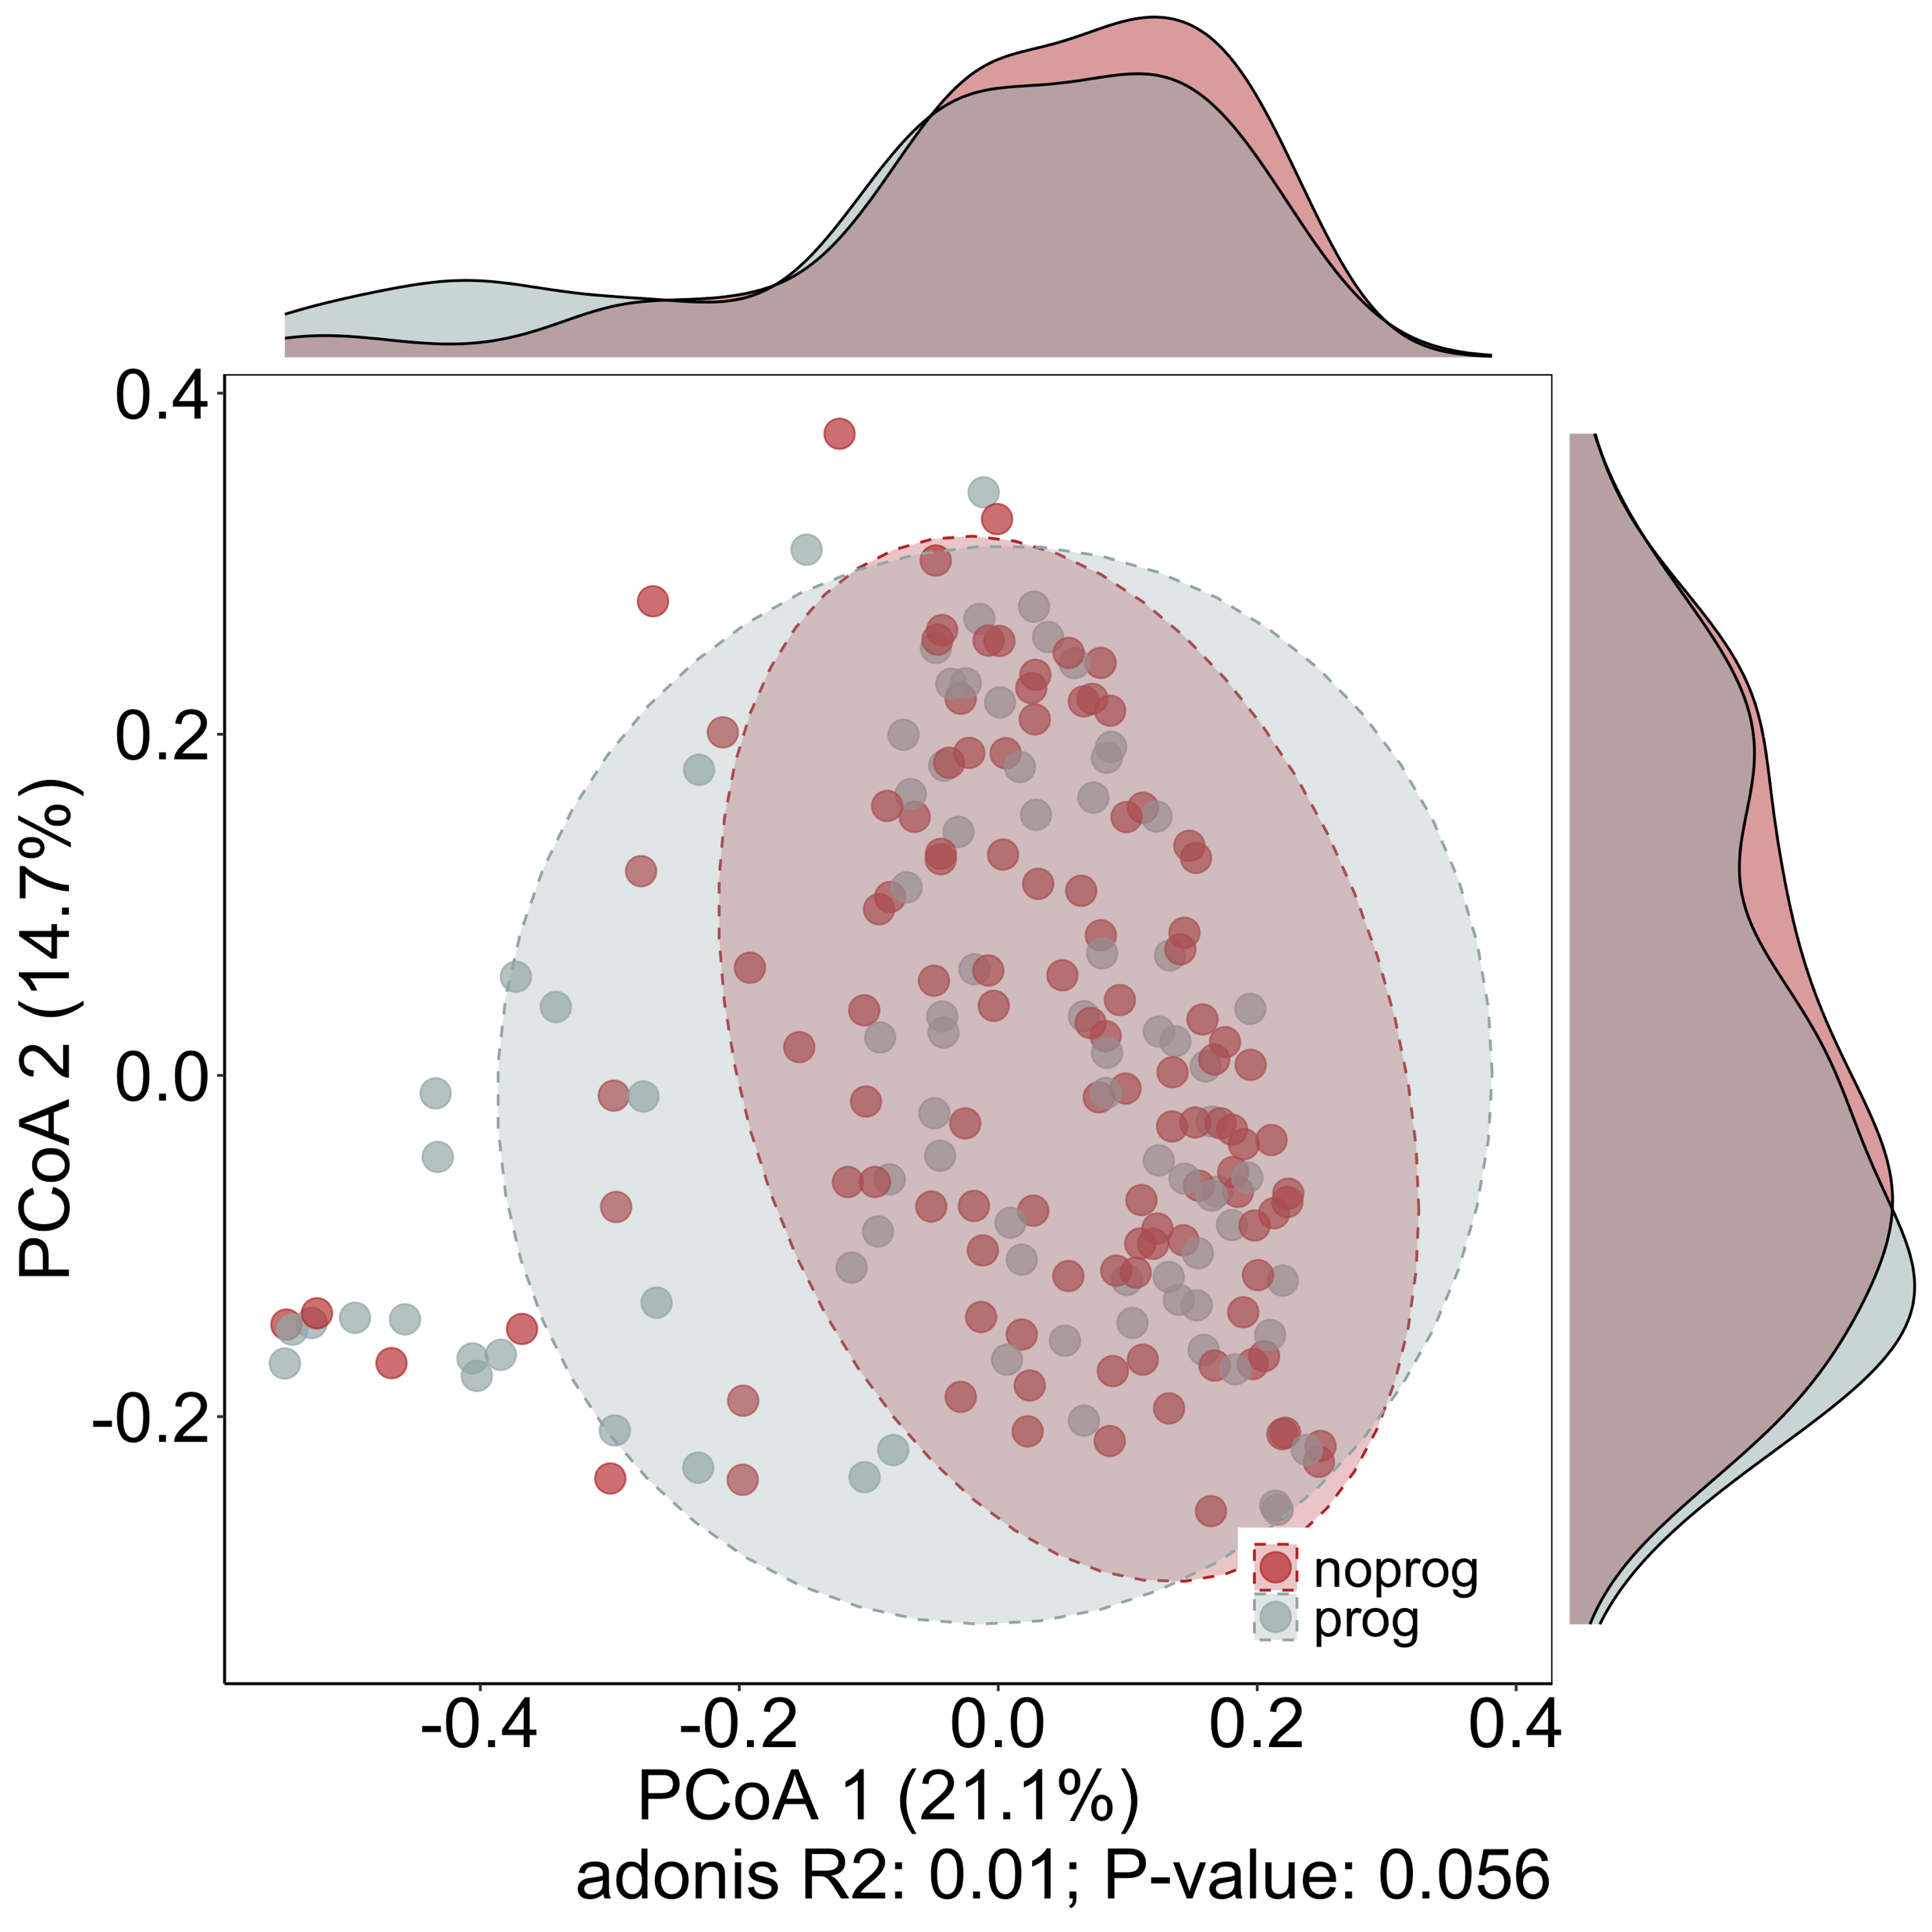 0.4
0.2
0.0
-0.2
PCoA 2 (14.7%)
noprog
prog
-0.4 -0.2 0.0 0.2 0.4
PCoA 1 (21.1%)
adonis R2: 0.01; P-value: 0.056